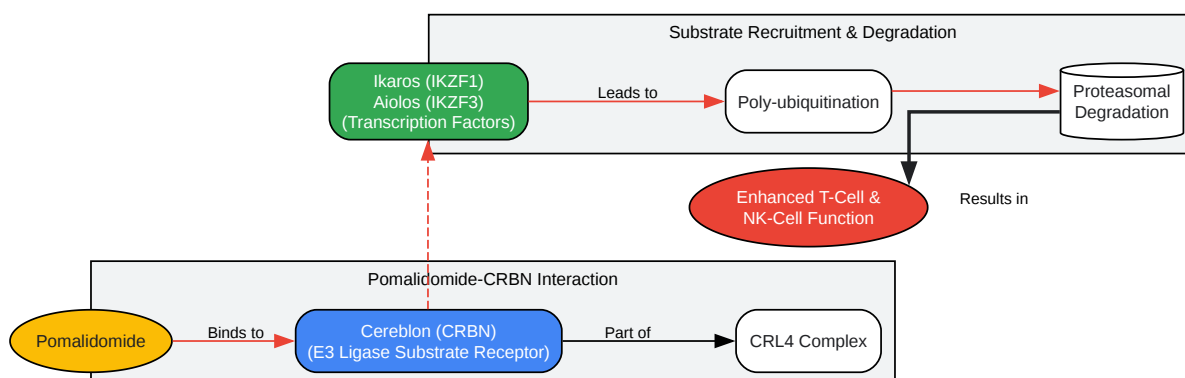 Substrate Recruitment & Degradation
Ikaros (IKZF1)
Aiolos (IKZF3)
(Transcription Factors)
Leads to
Poly-ubiquitination
Proteasomal
Degradation
Enhanced T-Cell &
NK-Cell Function
Results in
Pomalidomide-CRBN Interaction
Pomalidomide
Binds to
Cereblon (CRBN)
(E3 Ligase Substrate Receptor)
Part of
CRL4 Complex